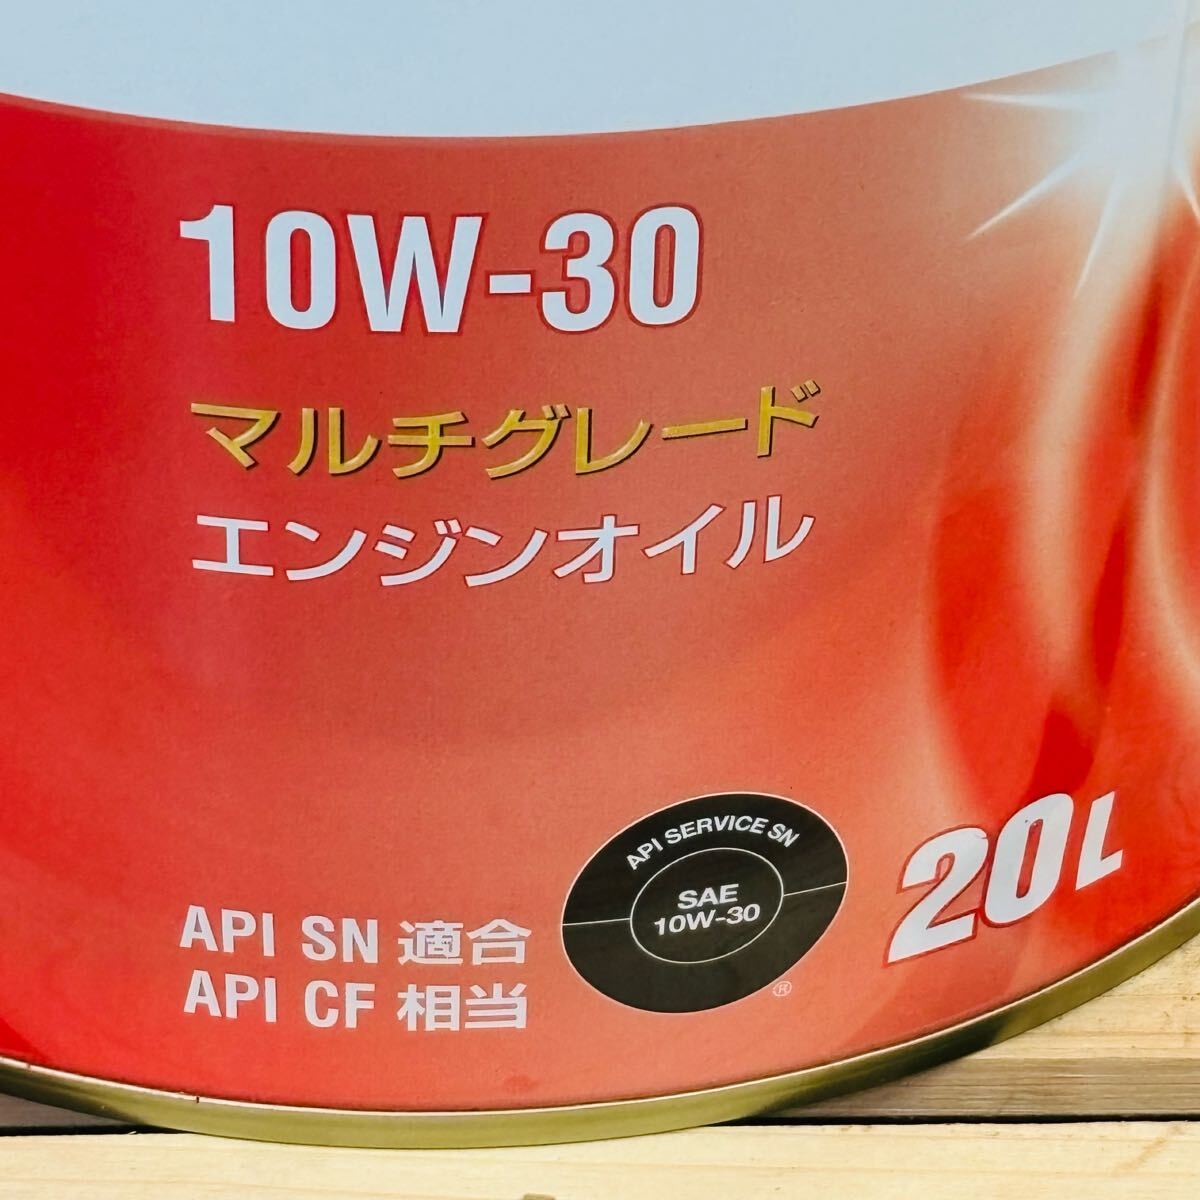 10W-30
マルチグレード
エンジンオイル
API SERVICE SN
SAE
10W-30
®
20L
API SN 適合
API CF 相当